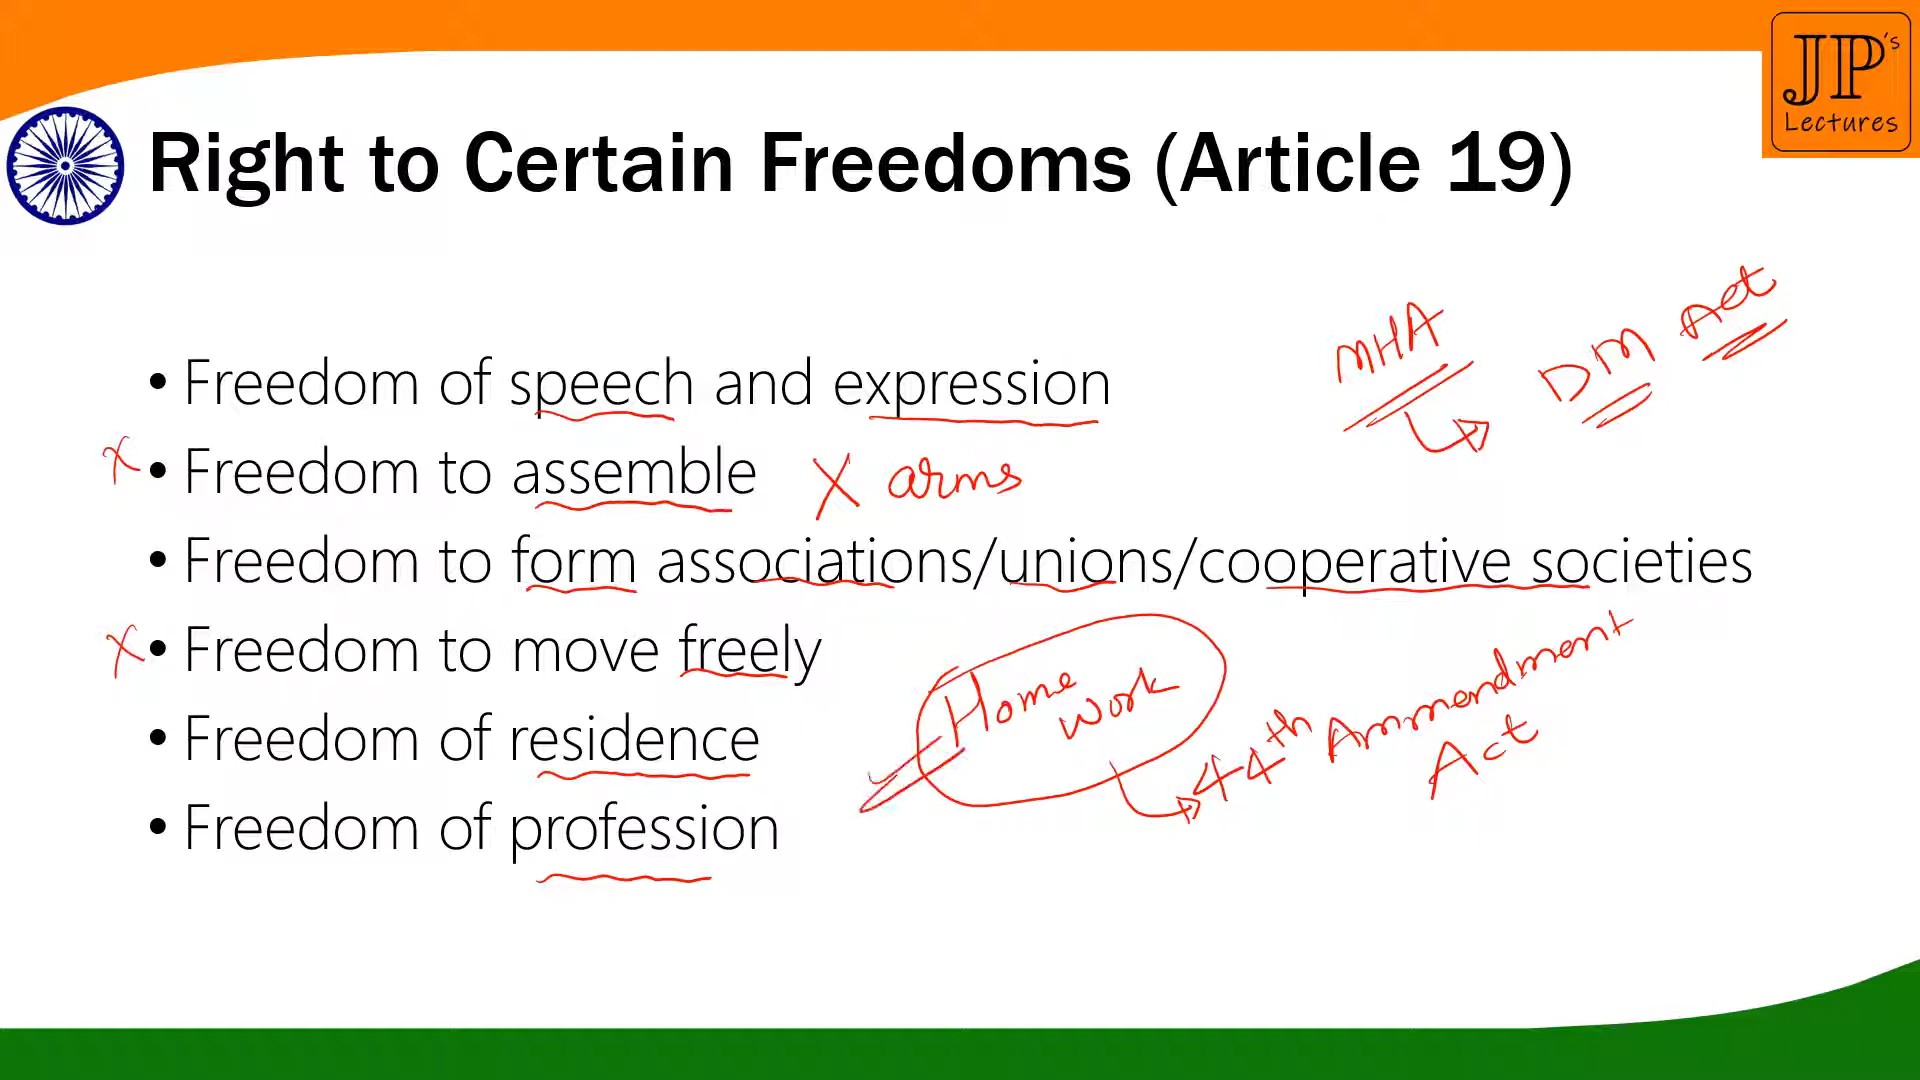 JP's
Lectures
Right to Certain Freedoms (Article 19)
MHA
DM Act
• Freedom of speech and expression
x • Freedom to assemble X arms
• Freedom to form associations/unions/cooperative societies
x • Freedom to move freely
Home
Work
44th Ammendment
Act
• Freedom of residence
• Freedom of profession